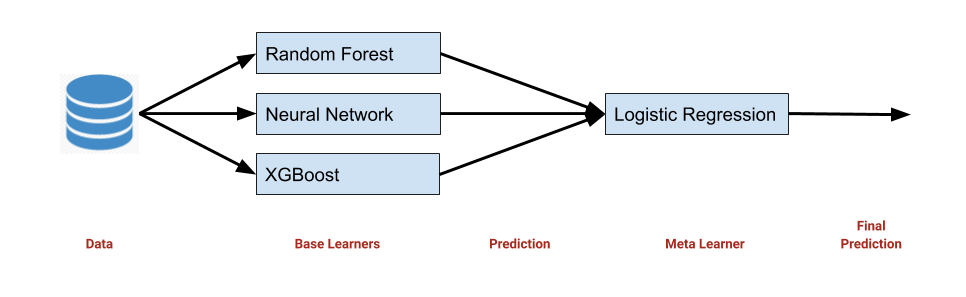 Random Forest
Neural Network
XGBoost
Logistic Regression
Data
Base Learners
Prediction
Meta Learner
Final
Prediction